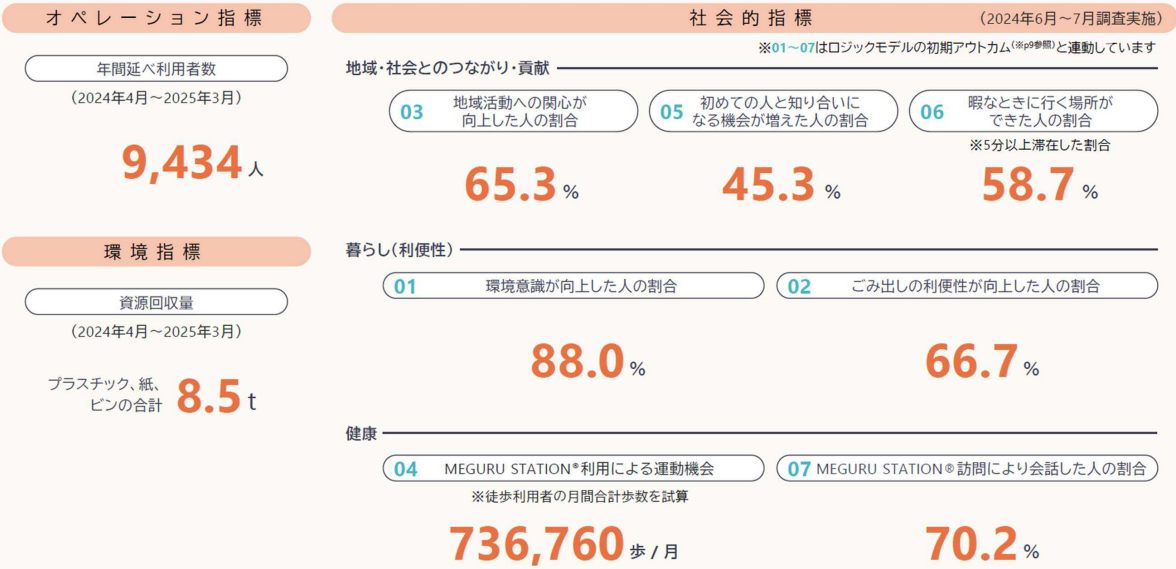 オペレーション指標
年間延べ利用者数
（2024年4月～2025年3月）
9,434人
環境指標
資源回収量
（2024年4月～2025年3月）
プラスチック、紙、
ビンの合計
8.5t
社会的指標
（2024年6月～7月調査実施）
※01～07はロジックモデルの初期アウトカム(※p9参照)と連動しています
地域・社会とのつながり・貢献
03 地域活動への関心が
向上した人の割合
65.3%
05 初めての人と知り合いに
なる機会が増えた人の割合
45.3%
06 暇なときに行く場所が
できた人の割合
※5分以上滞在した割合
58.7%
暮らし（利便性）
01 環境意識が向上した人の割合
88.0%
02 ごみ出しの利便性が向上した人の割合
66.7%
健康
04 MEGURU STATION®利用による運動機会
※徒歩利用者の月間合計歩数を試算
736,760歩 / 月
07 MEGURU STATION®訪問により会話した人の割合
70.2%